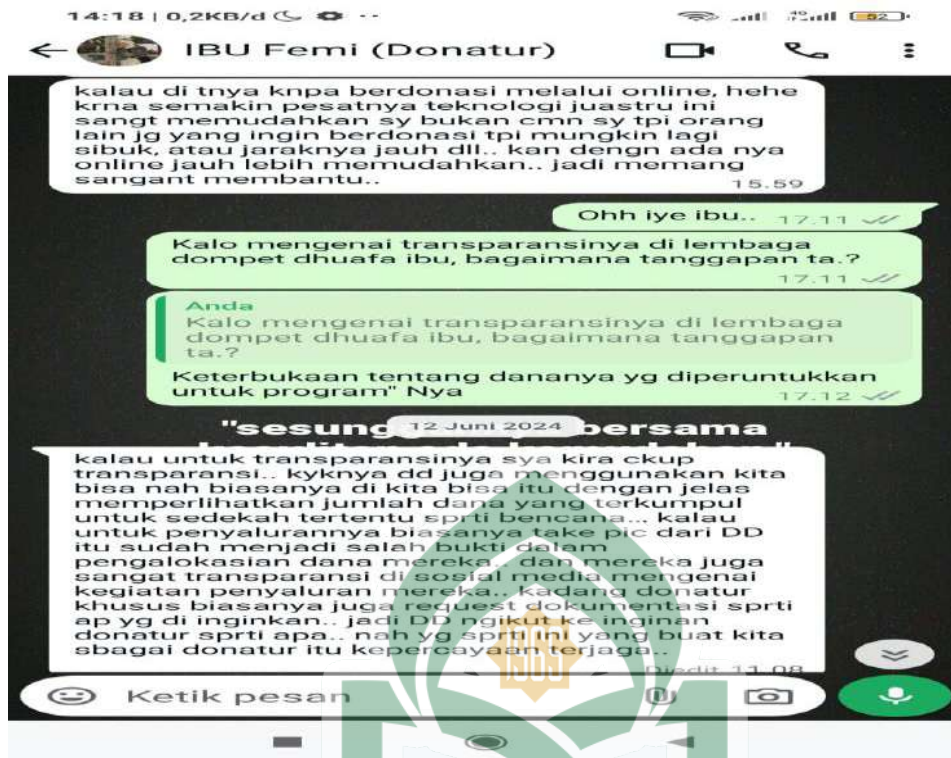 14:18 | 0,2KB/d
52
IBU Femi (Donatur)
kalau di tnya knpa berdonasi melalui online, hehe
krna semakin pesatnya teknologi juastru ini
sangt memudahkan sy bukan cmn sy tpi orang
lain jg yang ingin berdonasi tpi mungkin lagi
sibuk, atau jaraknya jauh dll.. kan dengn ada nya
online jauh lebih memudahkan.. jadi memang
sangant membantu..
15.59
Ohh iye ibu.. 17.11
Kalo mengenai transparansinya di lembaga
dompet dhuafa ibu, bagaimana tanggapan ta.?
17.11
Anda
Kalo mengenai transparansinya di lembaga
dompet dhuafa ibu, bagaimana tanggapan
ta.?
Keterbukaan tentang dananya yg diperuntukkan
untuk program" Nya
17.12
"sesung bersama
12 Juni 2024
kalau untuk transparansinya sya kira ckup
transparansi.. kyknya dd juga menggunakan kita
bisa nah biasanya di kita bisa itu dengan jelas
memperlihatkan jumlah dana yang terkumpul
untuk sedekah tertentu sprti bencana... kalau
untuk penyalurannya biasanya take pic dari DD
itu sudah menjadi salah bukti dalam
pengalokasian dana mereka.. dan mereka juga
sangat transparansi di sosial media mengenai
kegiatan penyaluran mereka.. kadang donatur
khusus biasanya juga request dokumentasi sprti
ap yg di inginkan.. jadi DD ngikut ke inginan
donatur sprti apa.. nah yg sprti ini yang buat kita
sbagai donatur itu kepercayaan terjaga..
Diedit 11.08
1965
Ketik pesan